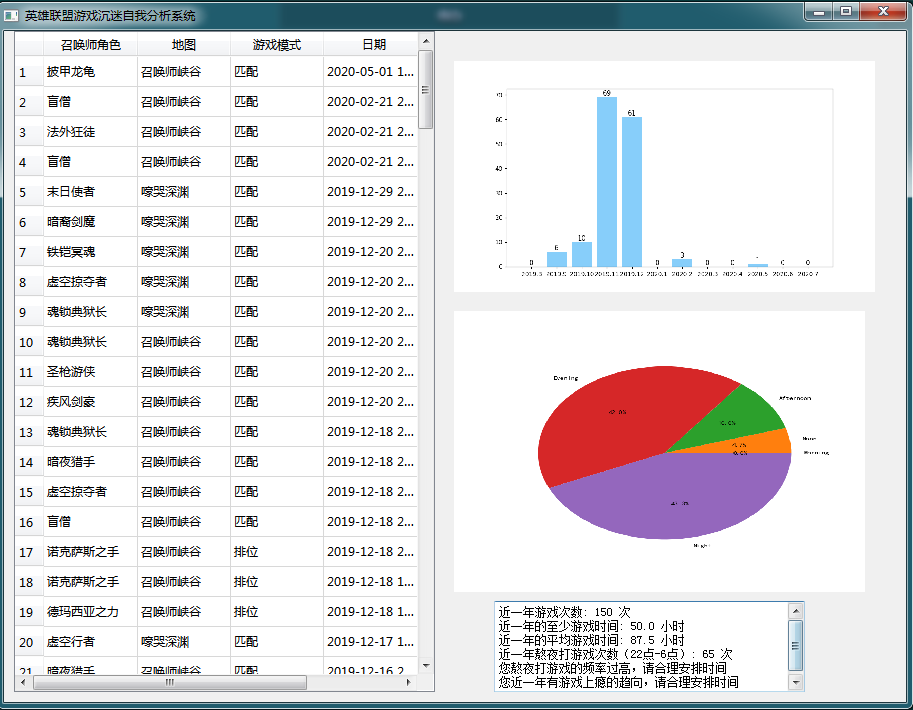 英雄联盟游戏沉迷自我分析系统
召唤师角色 地图 游戏模式 日期
1 披甲龙龟 召唤师峡谷 匹配 2020-05-01 1...
2 盲僧 召唤师峡谷 匹配 2020-02-21 2...
3 法外狂徒 召唤师峡谷 匹配 2020-02-21 2...
4 盲僧 召唤师峡谷 匹配 2020-02-21 2...
5 末日使者 嚎哭深渊 匹配 2019-12-29 2...
6 暗裔剑魔 嚎哭深渊 匹配 2019-12-29 2...
7 铁铠冥魂 嚎哭深渊 匹配 2019-12-20 2...
8 虚空掠夺者 嚎哭深渊 匹配 2019-12-20 2...
9 魂锁典狱长 嚎哭深渊 匹配 2019-12-20 2...
10 魂锁典狱长 召唤师峡谷 匹配 2019-12-20 2...
11 圣枪游侠 召唤师峡谷 匹配 2019-12-20 2...
12 疾风剑豪 召唤师峡谷 匹配 2019-12-20 2...
13 魂锁典狱长 召唤师峡谷 匹配 2019-12-18 2...
14 暗夜猎手 召唤师峡谷 匹配 2019-12-18 2...
15 虚空掠夺者 召唤师峡谷 匹配 2019-12-18 2...
16 盲僧 召唤师峡谷 匹配 2019-12-18 2...
17 诺克萨斯之手 召唤师峡谷 排位 2019-12-18 2...
18 诺克萨斯之手 召唤师峡谷 排位 2019-12-18 1...
19 德玛西亚之力 召唤师峡谷 排位 2019-12-18 1...
20 虚空行者 嚎哭深渊 匹配 2019-12-17 1...
21 暗夜猎手 召唤师峡谷 匹配 2019-12-16 2...
70
60
50
40
30
20
10
0
0 6 10 69 61 0 3 0 0 0 0
2019.8 2019.9 2019.10 2019.11 2019.12 2020.1 2020.2 2020.3 2020.4 2020.5 2020.6 2020.7
Evening
Afternoon
Noon
Morning
Night
近一年游戏次数: 150 次
近一年的至少游戏时间: 50.0 小时
近一年的平均游戏时间: 87.5 小时
近一年熬夜打游戏次数（22点-6点）: 65 次
您熬夜打游戏的频率过高，请合理安排时间
您近一年有游戏上瘾的趋向，请合理安排时间